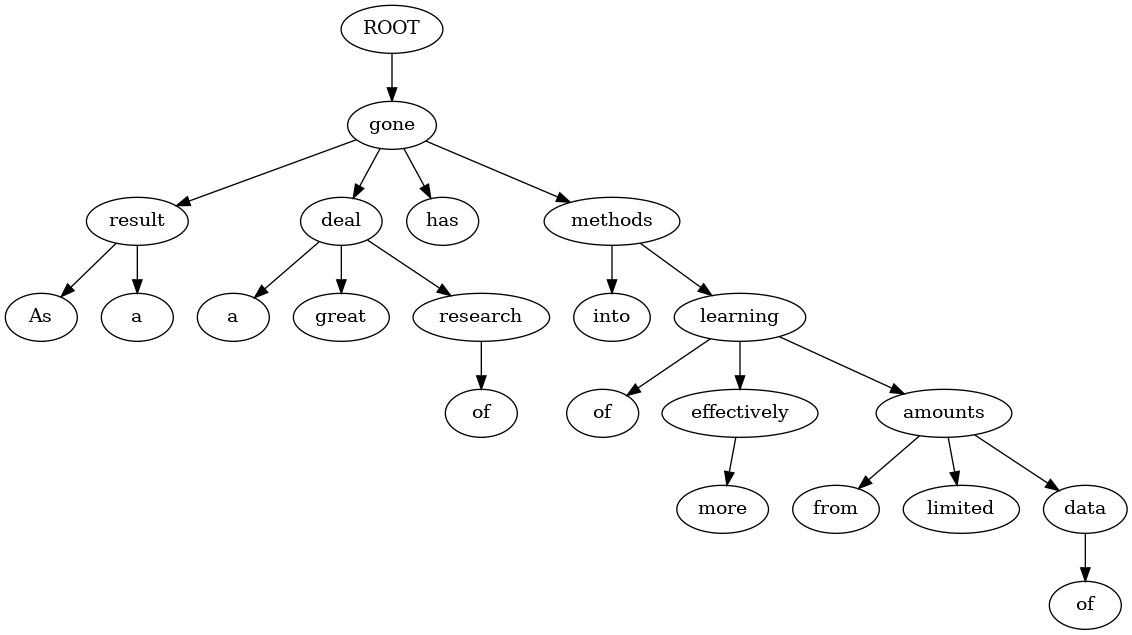 ROOT
gone
result deal has methods
As a a great research into learning
of of effectively amounts
more from limited data
of